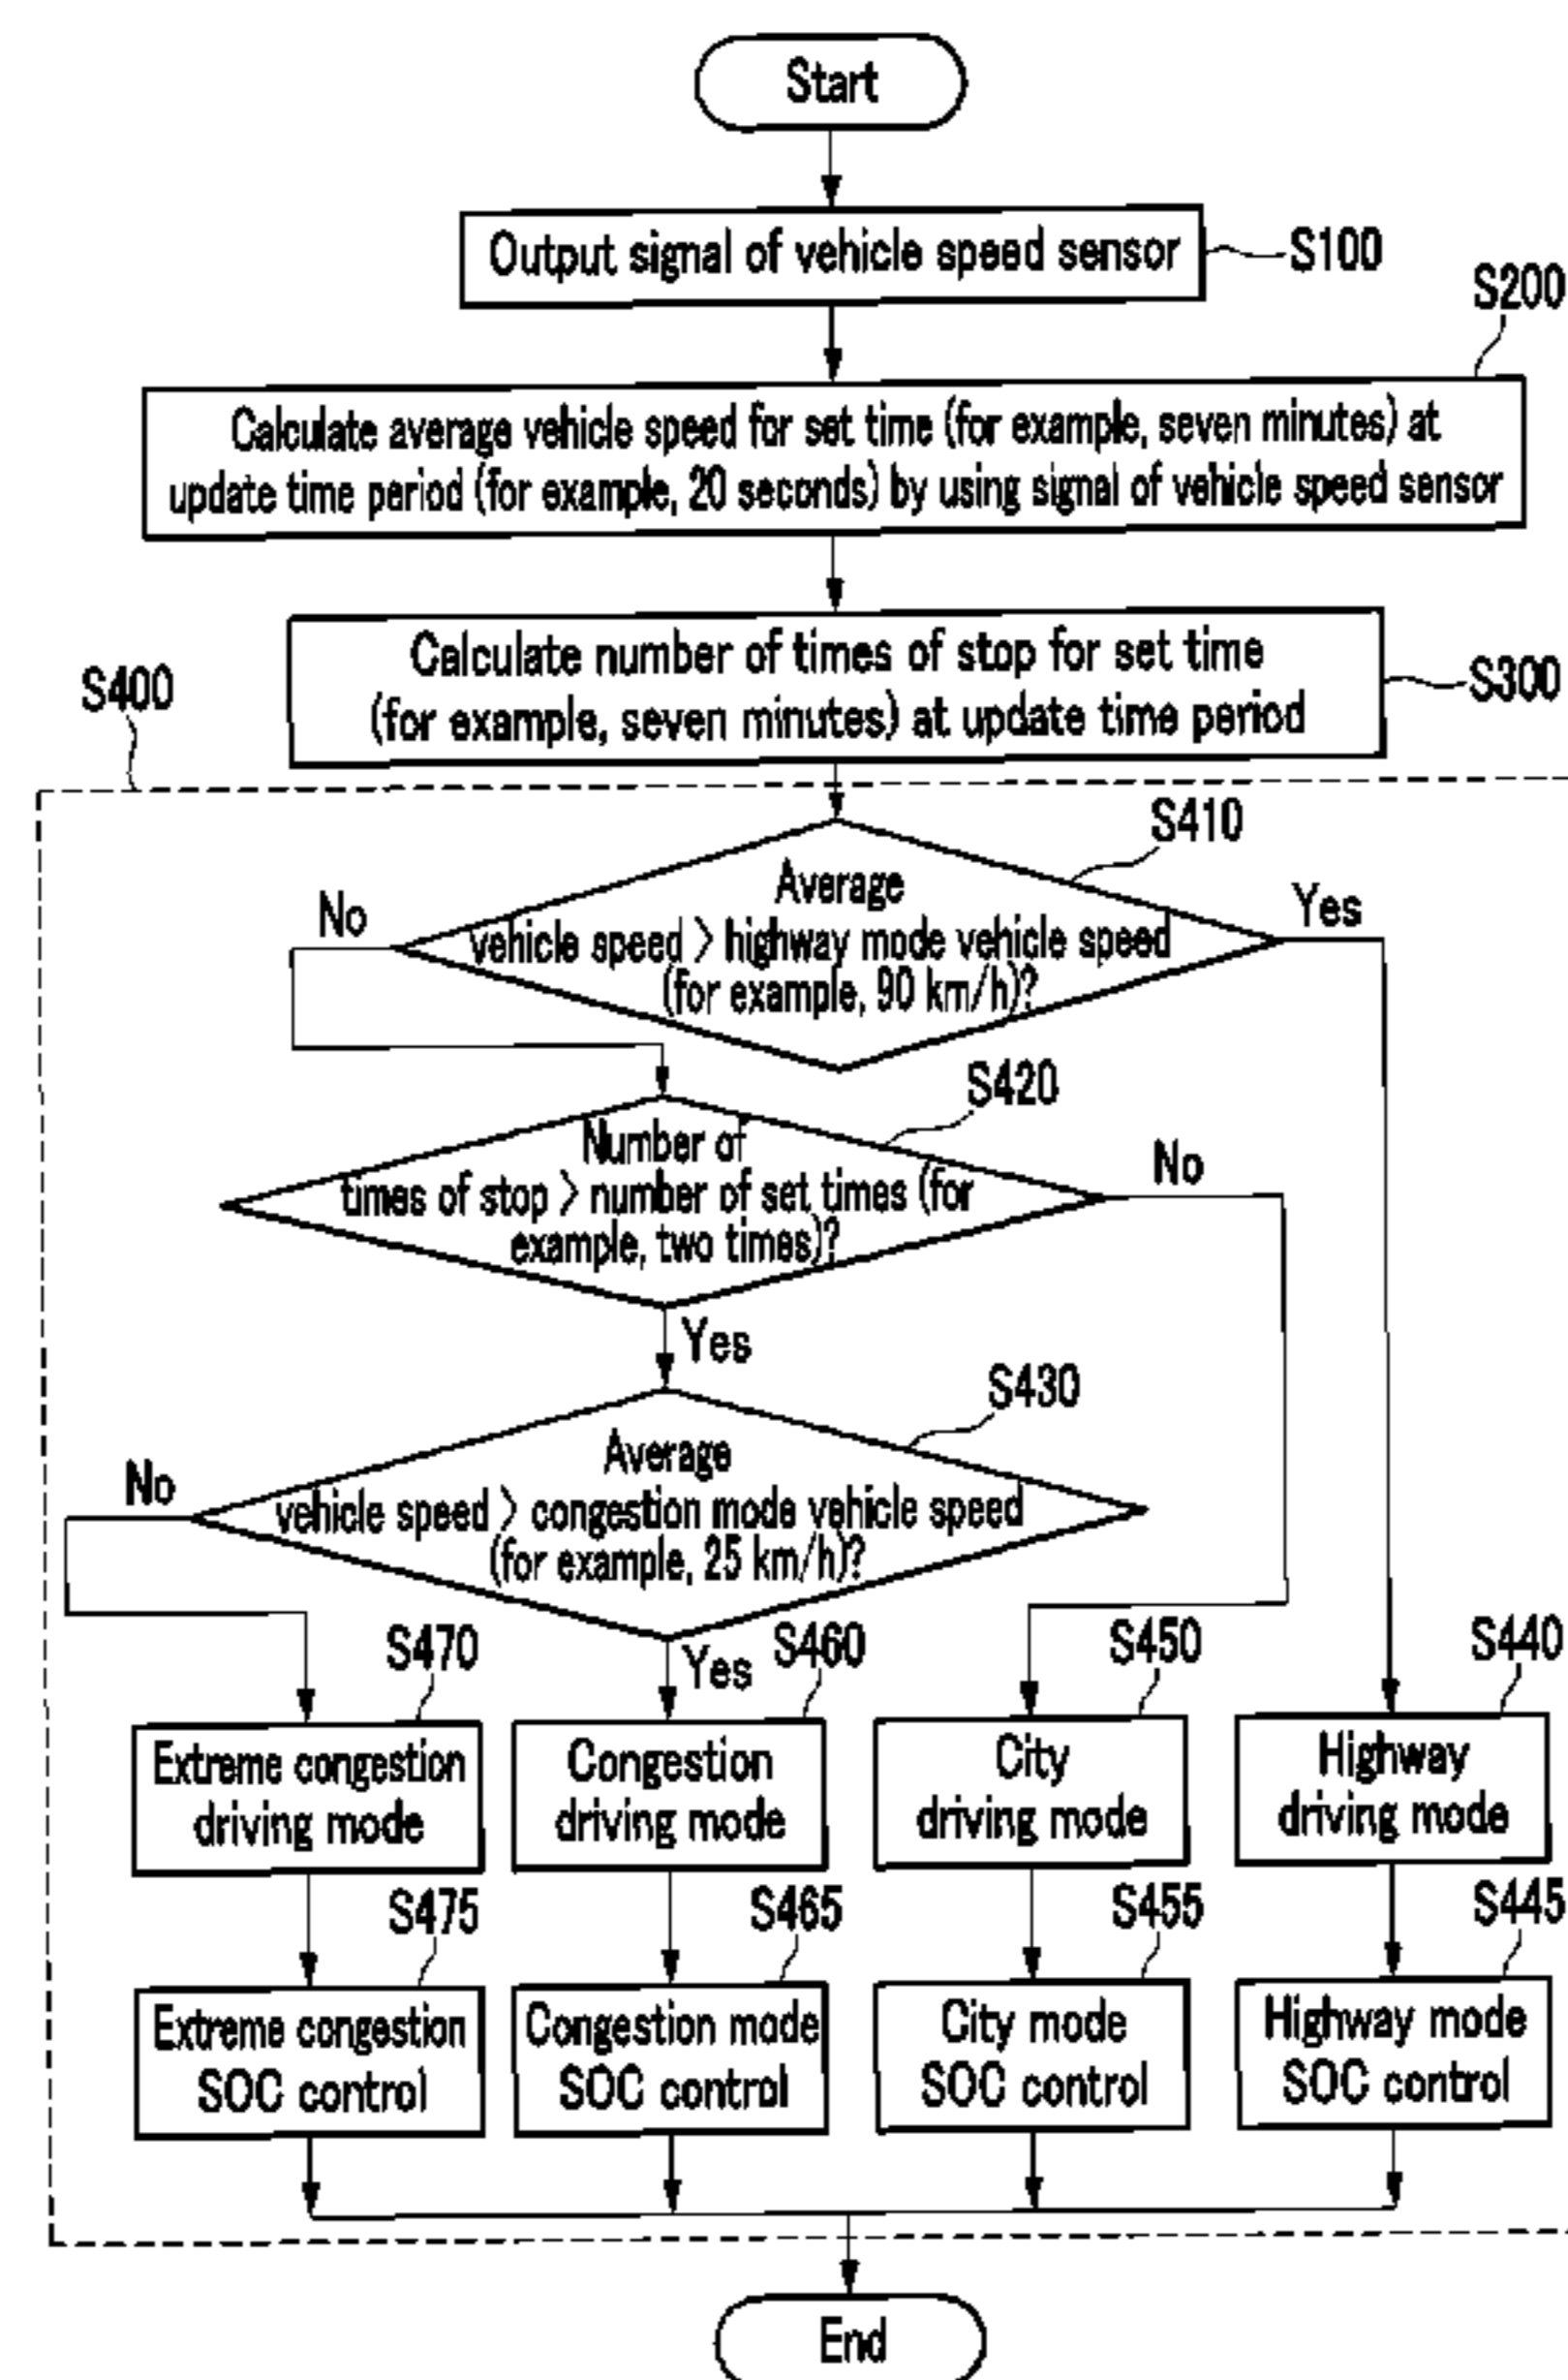 Start
Output signal of vehicle speed sensor
S100
S200
Calculate average vehicle speed for set time (for example, seven minutes) at
update time period (for example, 20 seconds) by using signal of vehicle speed sensor
Calculate number of times of stop for set time
(for example, seven minutes) at update time period
S300
S400
S410
Average
vehicle speed > highway mode vehicle speed
(for example, 90 km/h)?
No
Yes
S420
Number of
times of stop > number of set times (for
example, two times)?
No
Yes
S430
Average
vehicle speed > congestion mode vehicle speed
(for example, 25 km/h)?
No
Yes
S470
S460
S450
S440
Extreme congestion
driving mode
Congestion
driving mode
City
driving mode
Highway
driving mode
S475
S465
S455
S445
Extreme congestion
SOC control
Congestion mode
SOC control
City mode
SOC control
Highway mode
SOC control
End